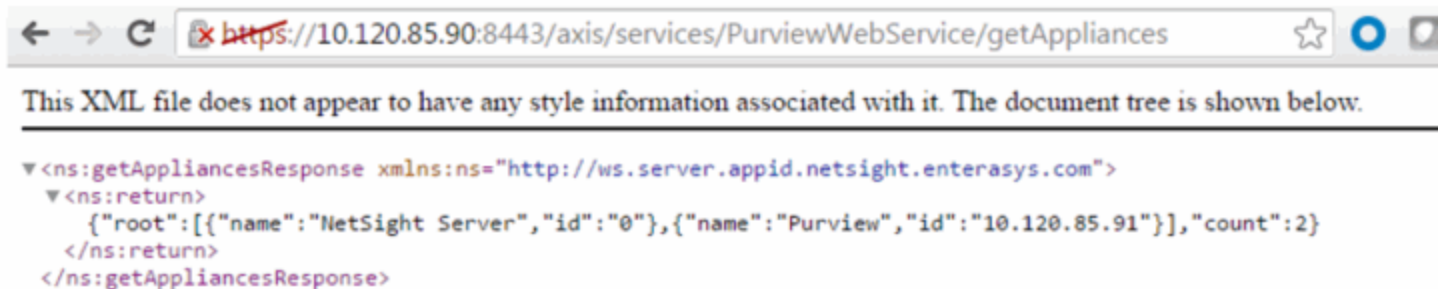 https://10.120.85.90:8443/axis/services/PurviewWebService/getAppliances
This XML file does not appear to have any style information associated with it. The document tree is shown below.
▼<ns:getAppliancesResponse xmlns:ns="http://ws.server.appid.netsight.enterasys.com">
▼<ns:return>
{"root":[{"name":"NetSight Server","id":"0"},{"name":"Purview","id":"10.120.85.91"}],"count":2}
</ns:return>
</ns:getAppliancesResponse>